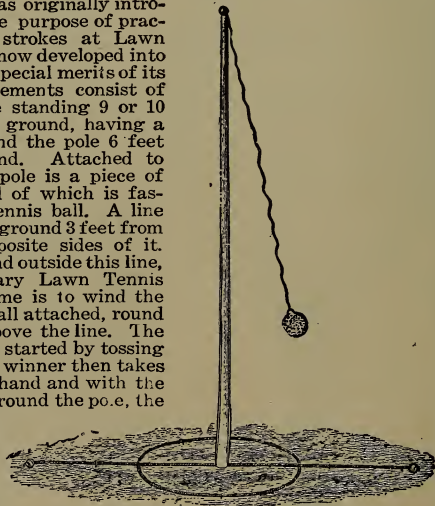 as originally intro-
e purpose of prac-
strokes at Lawn
now developed into
pecial merits of its
ements consist of
e standing 9 or 10
ground, having a
nd the pole 6 feet
nd. Attached to
pole is a piece of
d of which is fas-
ennis ball. A line
ground 3 feet from
posite sides of it.
nd outside this line,
ary Lawn Tennis
me is to wind the
all attached, round
ove the line. The
started by tossing
winner then takes
hand and with the
round the po.e, the